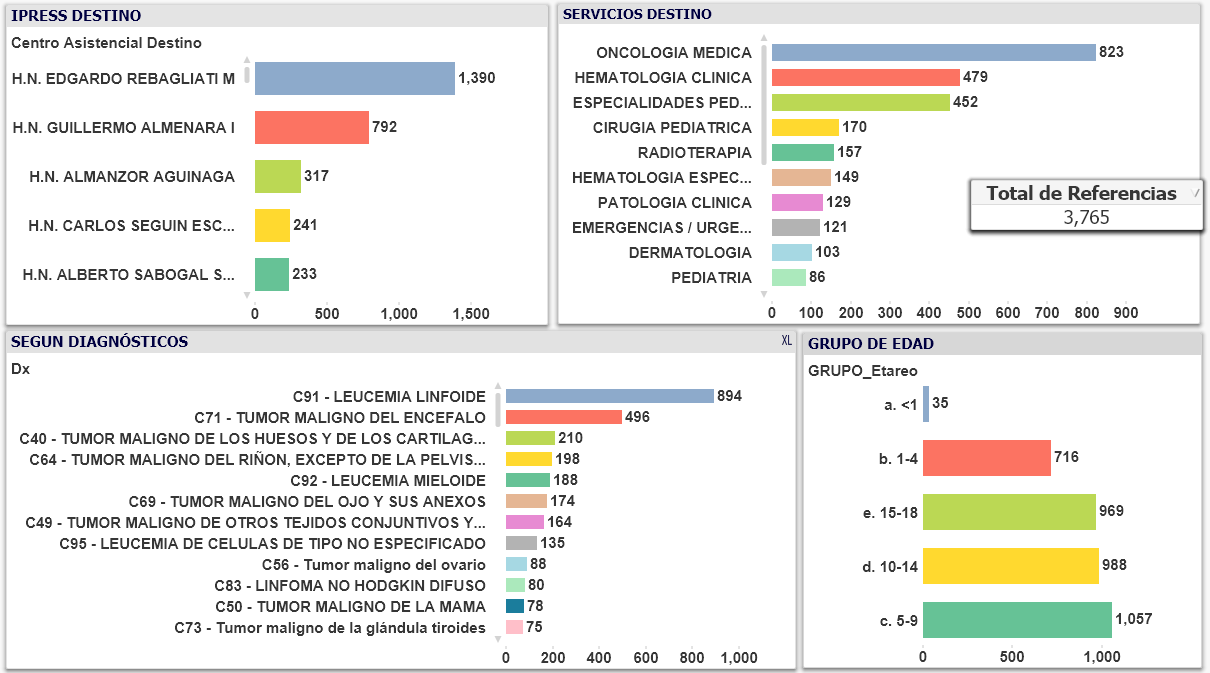 IPRESS DESTINO
Centro Asistencial Destino
H.N. EDGARDO REBAGLIATI M 1,390
H.N. GUILLERMO ALMENARA I 792
H.N. ALMANZOR AGUINAGA 317
H.N. CARLOS SEGUIN ESC... 241
H.N. ALBERTO SABOGAL S... 233
0 500 1,000 1,500
SERVICIOS DESTINO
ONCOLOGIA MEDICA 823
HEMATOLOGIA CLINICA 479
ESPECIALIDADES PED... 452
CIRUGIA PEDIATRICA 170
RADIOTERAPIA 157
HEMATOLOGIA ESPEC... 149
PATOLOGIA CLINICA 129
EMERGENCIAS / URGE... 121
DERMATOLOGIA 103
PEDIATRIA 86
0 100 200 300 400 500 600 700 800 900
Total de Referencias
3,765
SEGUN DIAGNÓSTICOS XL
Dx
C91 - LEUCEMIA LINFOIDE 894
C71 - TUMOR MALIGNO DEL ENCEFALO 496
C40 - TUMOR MALIGNO DE LOS HUESOS Y DE LOS CARTILAG... 210
C64 - TUMOR MALIGNO DEL RIÑON, EXCEPTO DE LA PELVIS... 198
C92 - LEUCEMIA MIELOIDE 188
C69 - TUMOR MALIGNO DEL OJO Y SUS ANEXOS 174
C49 - TUMOR MALIGNO DE OTROS TEJIDOS CONJUNTIVOS Y... 164
C95 - LEUCEMIA DE CELULAS DE TIPO NO ESPECIFICADO 135
C56 - Tumor maligno del ovario 88
C83 - LINFOMA NO HODGKIN DIFUSO 80
C50 - TUMOR MALIGNO DE LA MAMA 78
C73 - Tumor maligno de la glándula tiroides 75
0 200 400 600 800 1,000
GRUPO DE EDAD
GRUPO_Etareo
a. <1 35
b. 1-4 716
e. 15-18 969
d. 10-14 988
c. 5-9 1,057
0 500 1,000